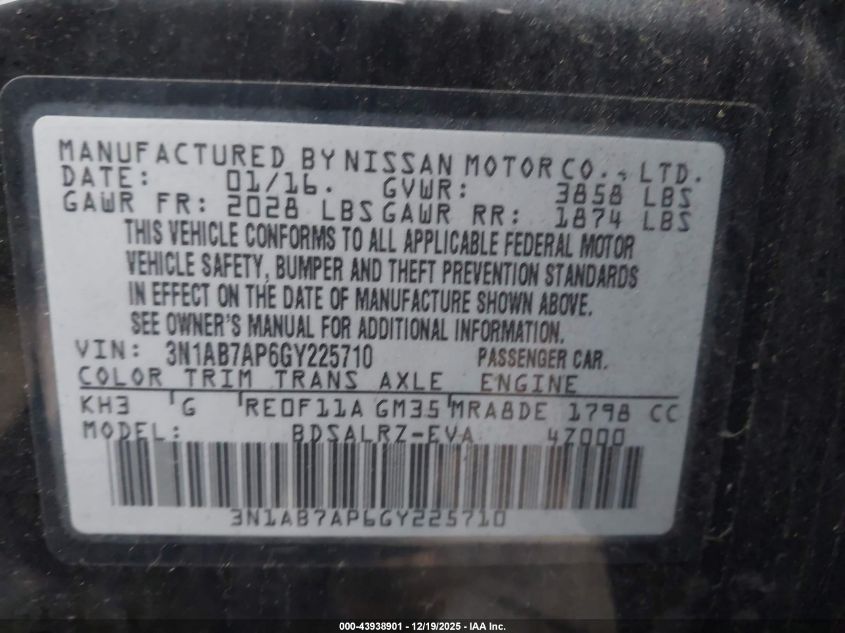 MANUFACTURED BY NISSAN MOTOR CO., LTD.
DATE: 01/16. GVWR: 3858 LBS
GAWR FR: 2028 LBS GAWR RR: 1874 LBS
THIS VEHICLE CONFORMS TO ALL APPLICABLE FEDERAL MOTOR
VEHICLE SAFETY, BUMPER AND THEFT PREVENTION STANDARDS
IN EFFECT ON THE DATE OF MANUFACTURE SHOWN ABOVE.
SEE OWNER'S MANUAL FOR ADDITIONAL INFORMATION.
VIN: 3N1AB7AP6GY225710 PASSENGER CAR.
COLOR TRIM TRANS AXLE ENGINE
KH3 G RE0F11A GM35 MRA8DE 1798 CC
MODEL: BDSALRZ-EVA 47000
3N1AB7AP6GY225710
000-43938901 - 12/19/2025 - IAA Inc.